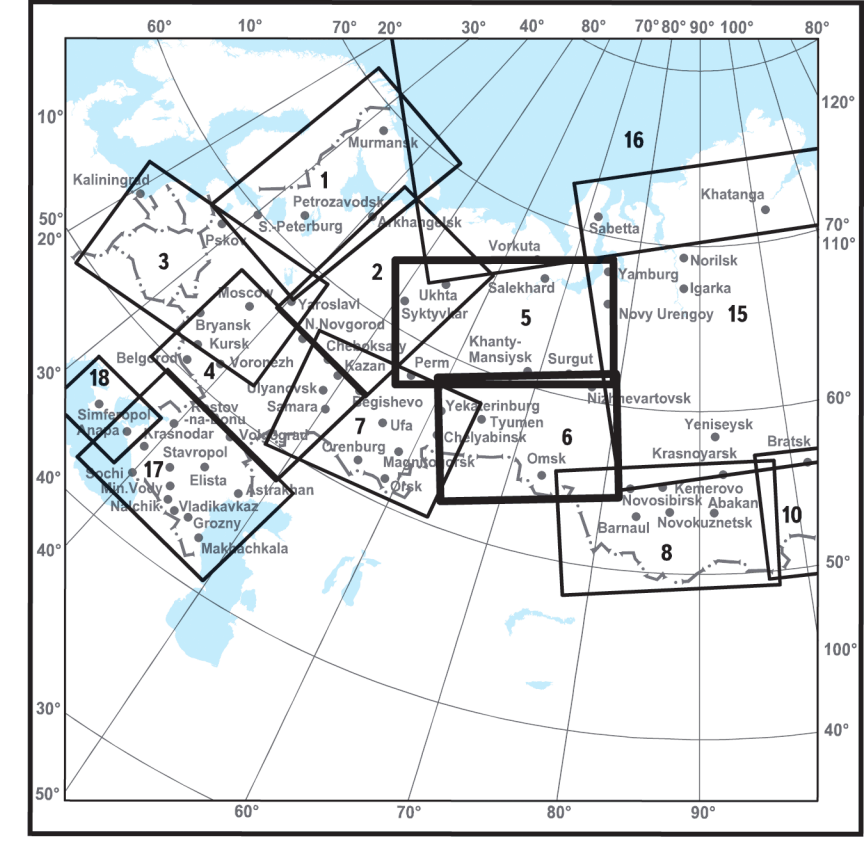 60° 10° 70° 20° 30° 40° 80° 70° 80° 90° 100° 80°
10°
120°
16
Murmansk
Kaliningrad
1
Khatanga
Petrozavodsk
50°
20°
Pskov
S.-Peterburg
Arkhangelsk
Sabetta
70°
110°
Vorkuta
3
2
Norilsk
Yamburg
Moscow
Ukhta
Salekhard
Igarka
Yaroslavl
Syktyvkar
5
Novy Urengoy
15
Bryansk
N.Novgorod
Kursk
Cheboksary
Khanty-
Mansiysk
Belgorod
Voronezh
Kazan
Perm
Surgut
30°
18
4
Ulyanovsk
Nizhnevartovsk
60°
Simferopol
Rostov
-na-Donu
Samara
Begishevo
Yekaterinburg
Anapa
Krasnodar
Volgograd
7
Ufa
Tyumen
Yeniseysk
Chelyabinsk
6
Bratsk
Stavropol
Orenburg
Krasnoyarsk
Sochi
17
Magnitogorsk
Omsk
40°
Min.Vody
Elista
Astrakhan
Orsk
Kemerovo
Novosibirsk
Abakan
Nalchik
Vladikavkaz
10
Grozny
Barnaul
Novokuznetsk
40°
Makhachkala
8
50°
100°
30°
40°
50°
60° 70° 80° 90°